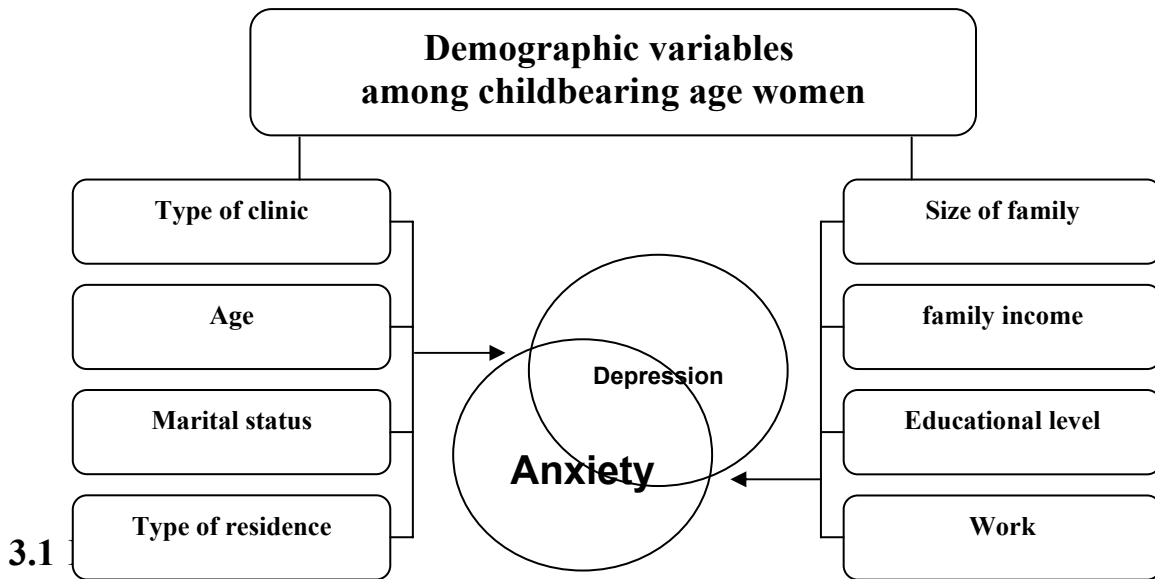 Demographic variables
among childbearing age women
Type of clinic
Age
Marital status
Type of residence
Size of family
family income
Educational level
Work
Depression
Anxiety
3.1